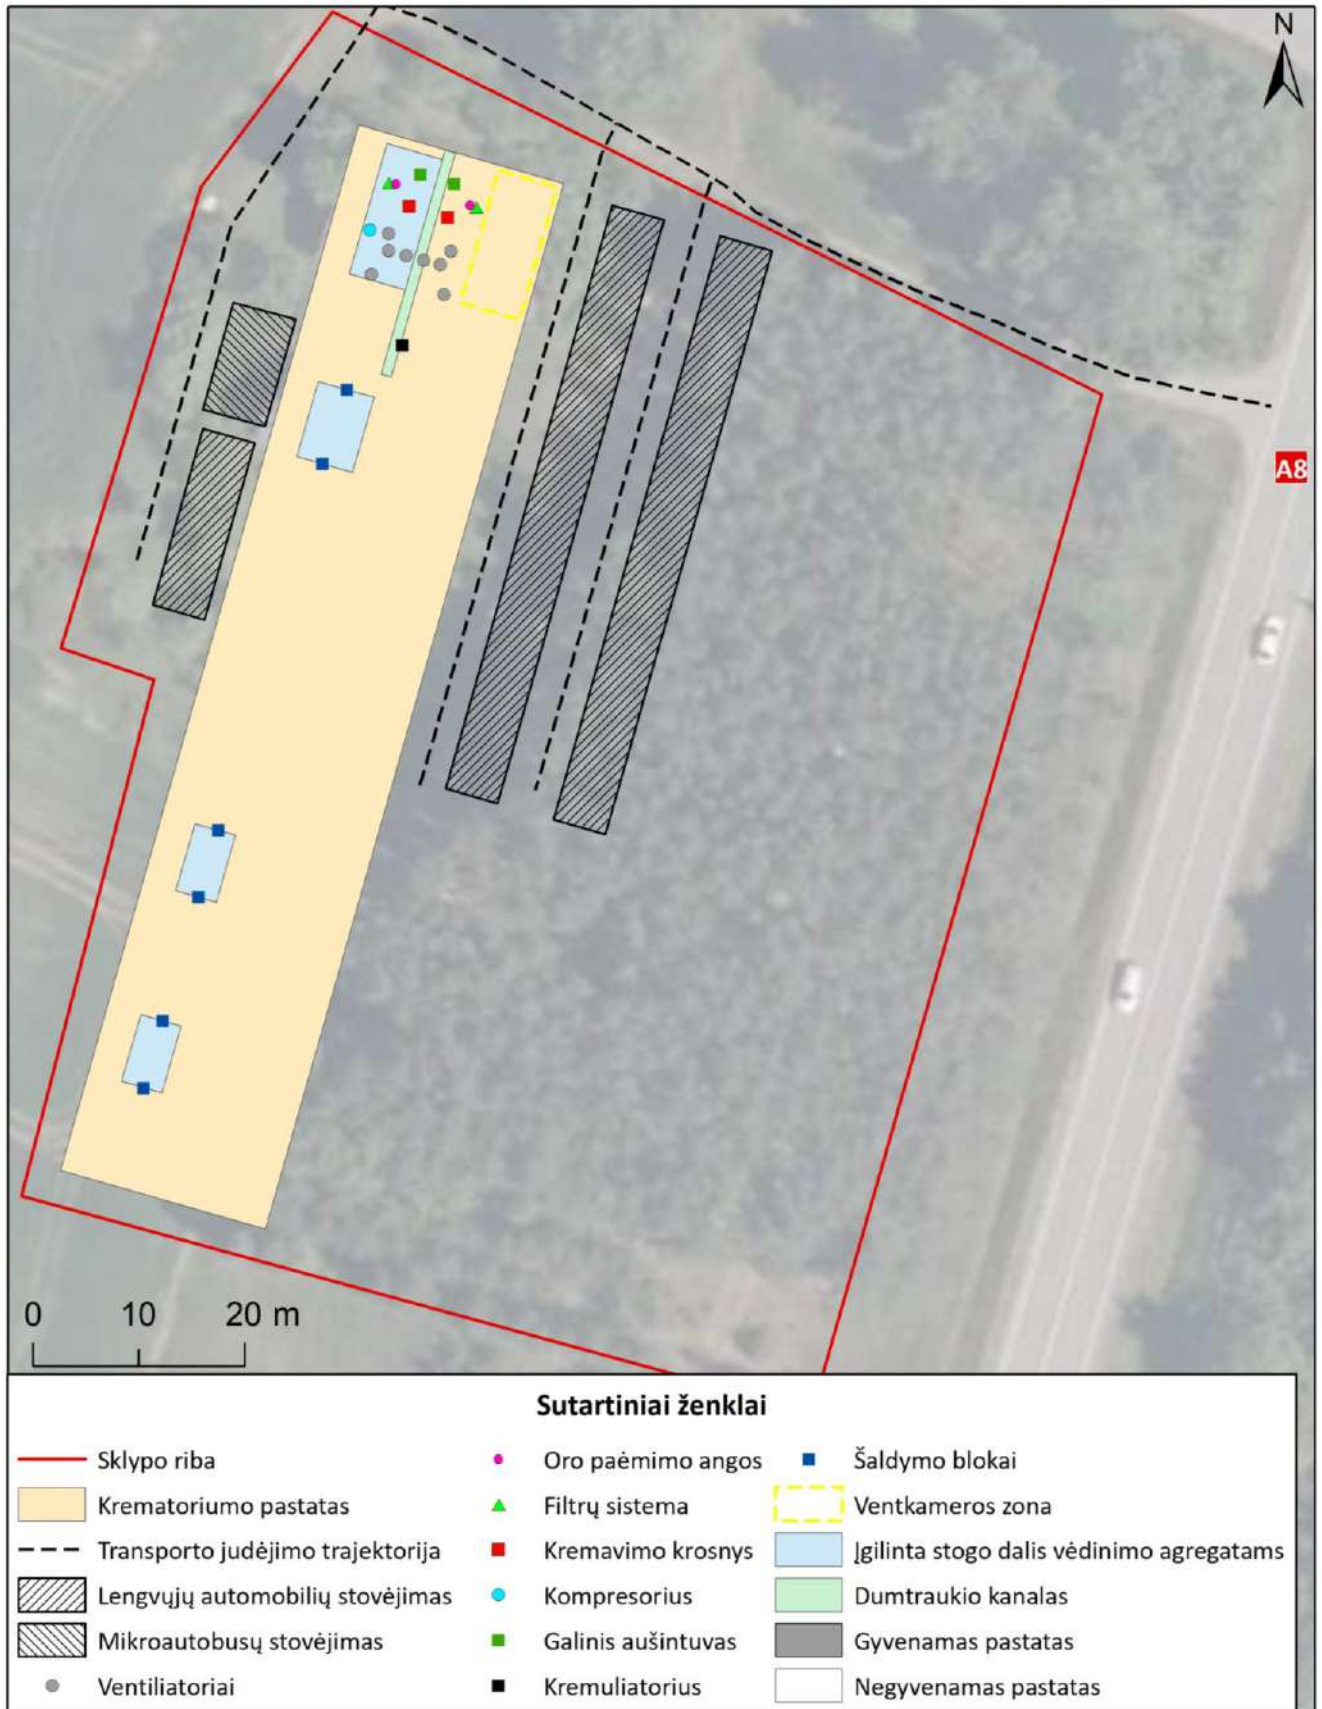 N
A8
0 10 20 m
Sutartiniai ženklai
Sklypo riba
Krematoriumo pastatas
Transporto judėjimo trajektorija
Lengvųjų automobilių stovėjimas
Mikroautobusų stovėjimas
Ventiliatoriai
Oro paėmimo angos
Filtrų sistema
Kremavimo krosnys
Kompresorius
Galinis aušintuvas
Kremuliatorius
Šaldymo blokai
Ventkameros zona
Įgilinta stogo dalis vėdinimo agregatams
Dumtraukio kanalas
Gyvenamas pastatas
Negyvenamas pastatas